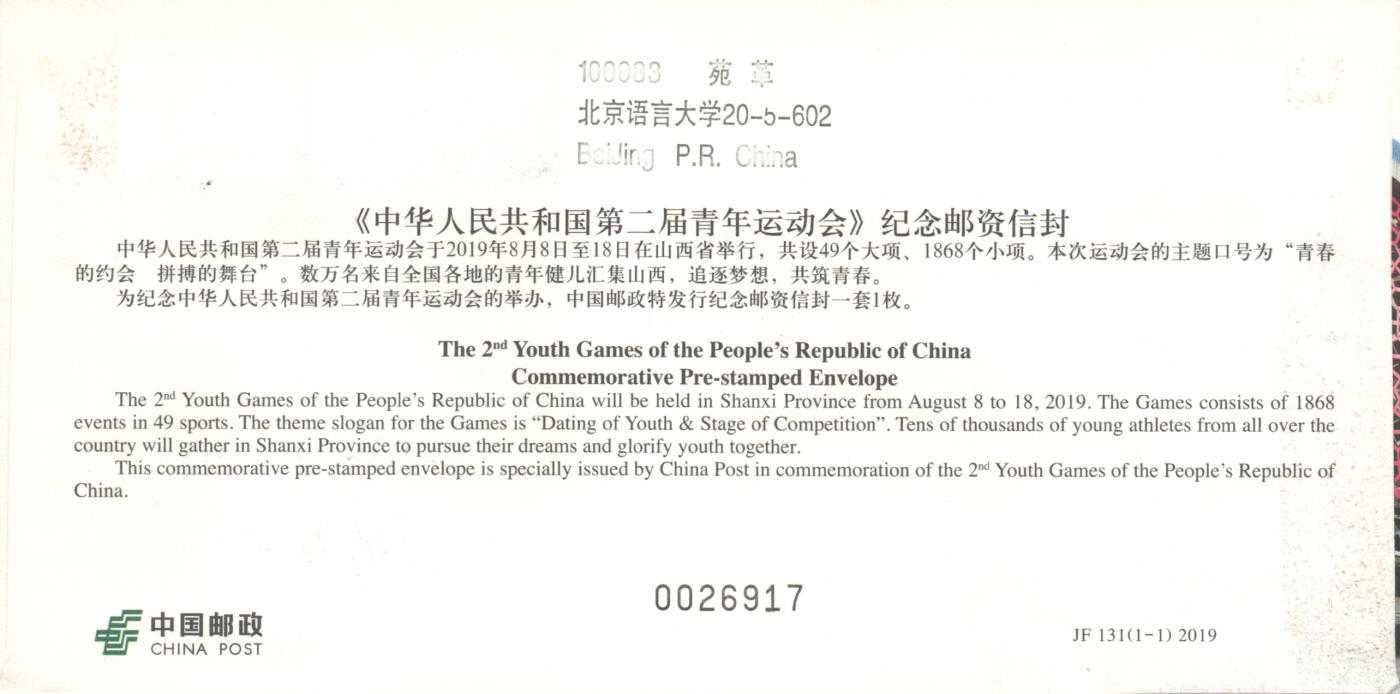 100083 苑 革
北京语言大学20-5-602
BeiJing P.R. China
《中华人民共和国第二届青年运动会》纪念邮资信封
中华人民共和国第二届青年运动会于2019年8月8日至18日在山西省举行，共设49个大项、1868个小项。本次运动会的主题口号为“青春
的约会 拼搏的舞台”。数万名来自全国各地的青年健儿汇集山西，追逐梦想，共筑青春。
为纪念中华人民共和国第二届青年运动会的举办，中国邮政特发行纪念邮资信封一套1枚。
The 2nd Youth Games of the People's Republic of China
Commemorative Pre-stamped Envelope
The 2nd Youth Games of the People's Republic of China will be held in Shanxi Province from August 8 to 18, 2019. The Games consists of 1868
events in 49 sports. The theme slogan for the Games is “Dating of Youth & Stage of Competition”. Tens of thousands of young athletes from all over the
country will gather in Shanxi Province to pursue their dreams and glorify youth together.
This commemorative pre-stamped envelope is specially issued by China Post in commemoration of the 2nd Youth Games of the People's Republic of
China.
0026917
中国邮政
CHINA POST
JF 131(1-1) 2019